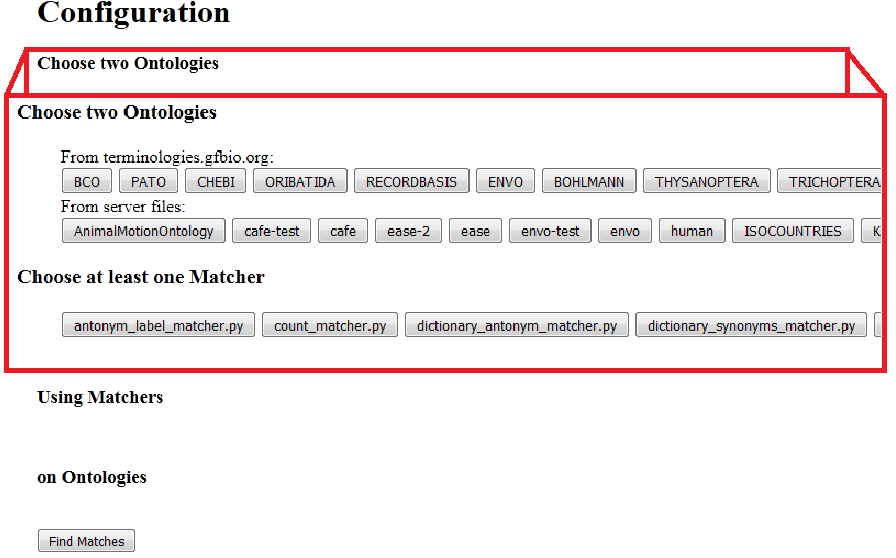 Configuration
Choose two Ontologies
Choose two Ontologies
From terminologies.gfbio.org:
BCO PATO CHEBI ORIBATIDA RECORDBASIS ENVO BOHLMANN THYSANOPTERA TRICHOPTERA
From server files:
AnimalMotionOntology cafe-test cafe ease-2 ease envo-test envo human ISOCOUNTRIES K
Choose at least one Matcher
antonym_label_matcher.py count_matcher.py dictionary_antonym_matcher.py dictionary_synonyms_matcher.py
Using Matchers
on Ontologies
Find Matches